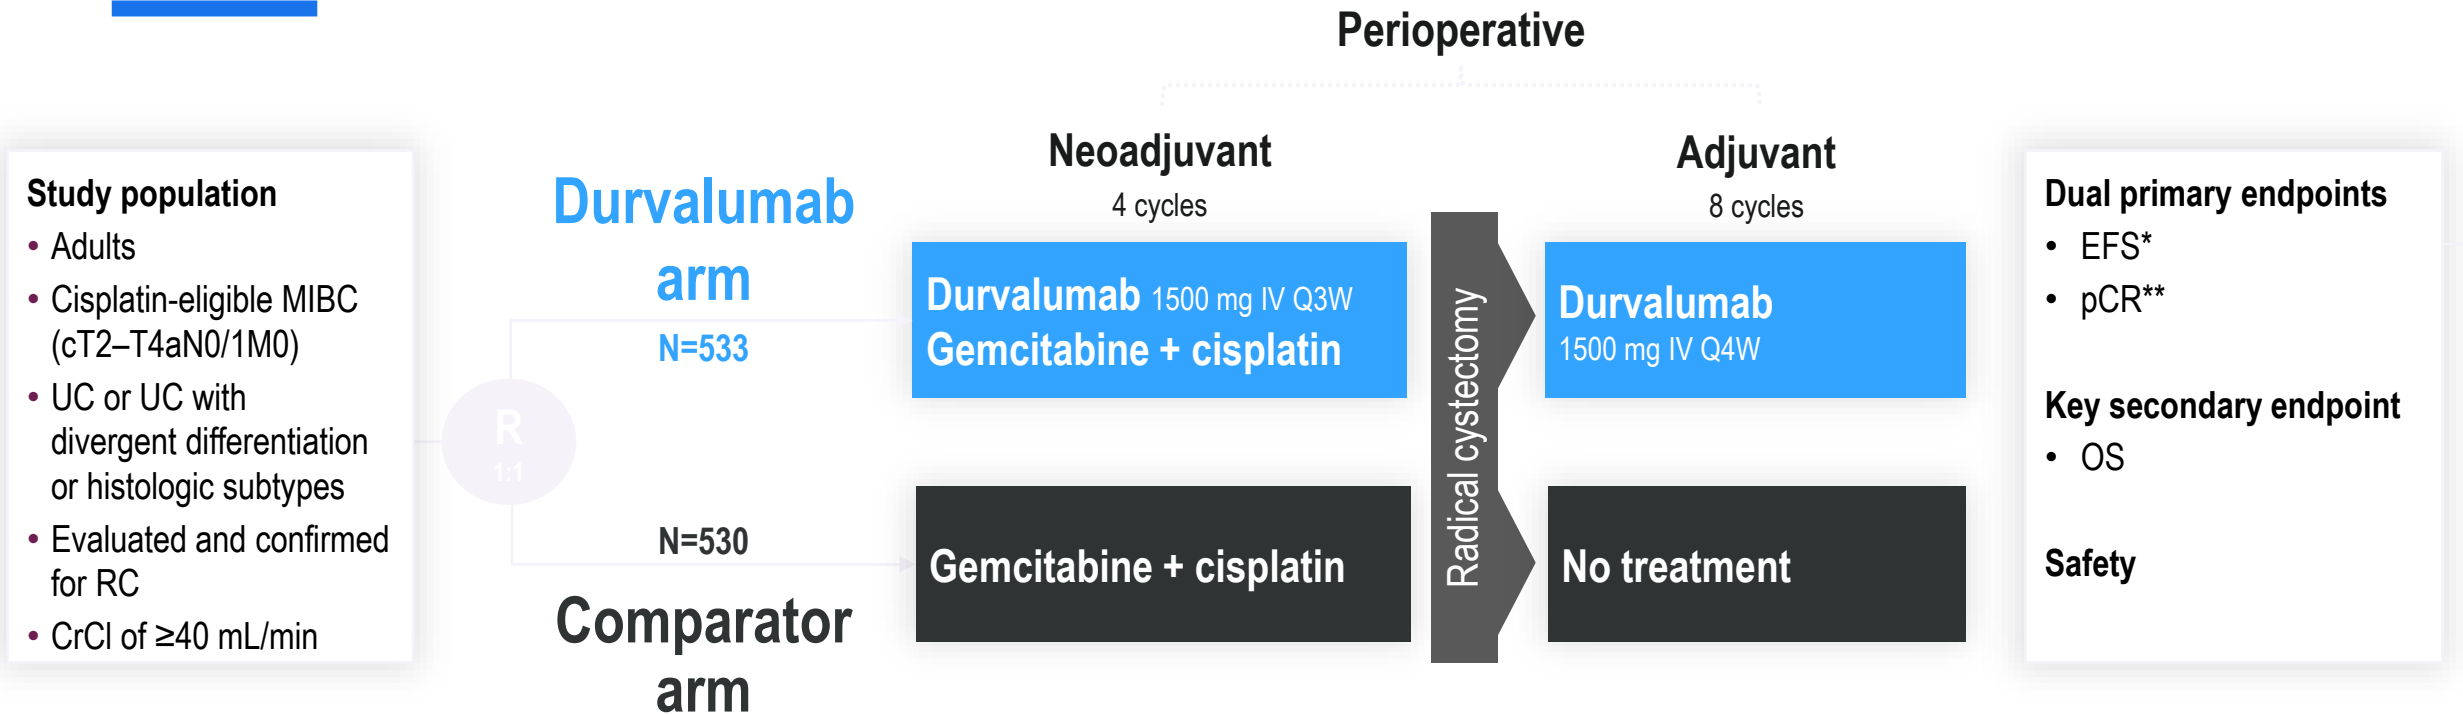 Perioperative
Study population
• Adults
• Cisplatin-eligible MIBC
(cT2–T4aN0/1M0)
• UC or UC with
divergent differentiation
or histologic subtypes
• Evaluated and confirmed
for RC
• CrCl of ≥40 mL/min
R
1:1
Durvalumab
arm
N=533
N=530
Comparator
arm
Neoadjuvant
4 cycles
Durvalumab 1500 mg IV Q3W
Gemcitabine + cisplatin
Gemcitabine + cisplatin
Radical cystectomy
Adjuvant
8 cycles
Durvalumab
1500 mg IV Q4W
No treatment
Dual primary endpoints
• EFS*
• pCR**
Key secondary endpoint
• OS
Safety